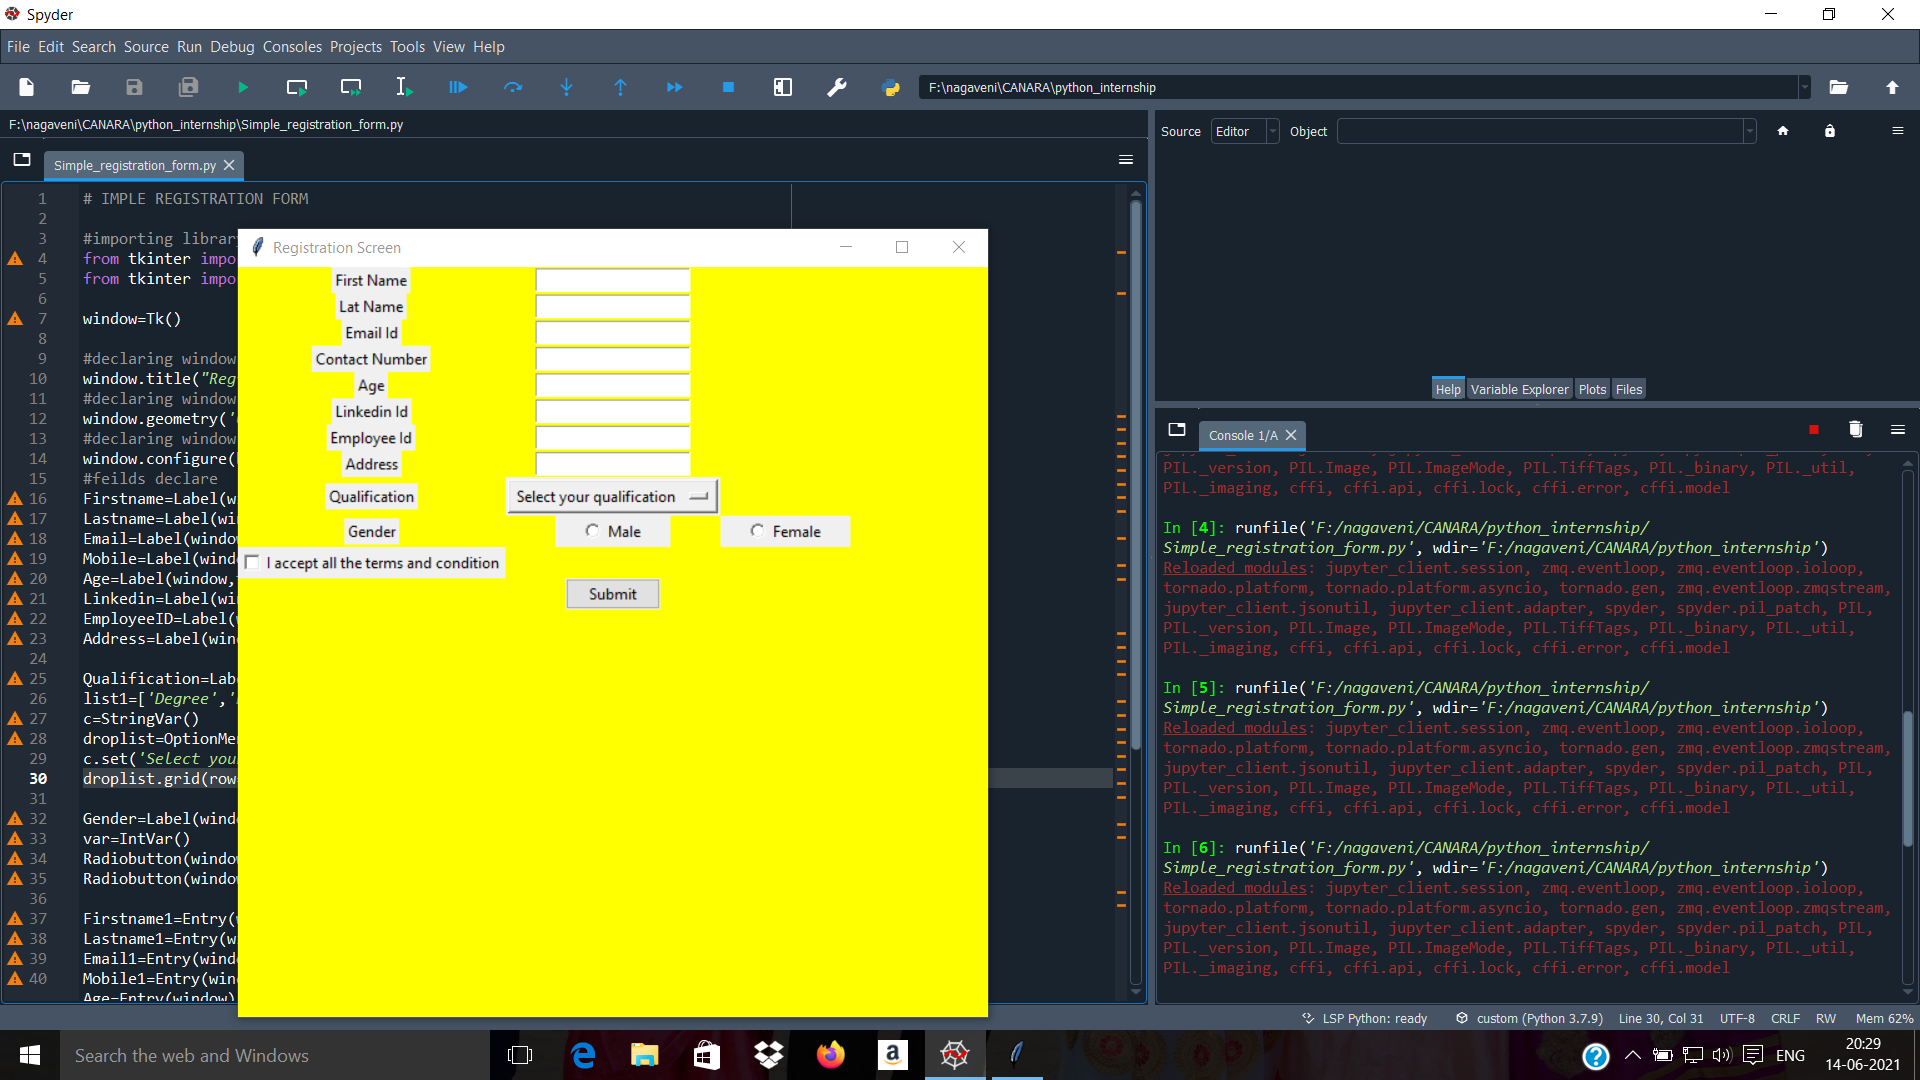 Spyder
File Edit Search Source Run Debug Consoles Projects Tools View Help
F:\nagaveni\CANARA\python_internship
F:\nagaveni\CANARA\python_internship\Simple_registration_form.py
Simple_registration_form.py
1 # IMPLE REGISTRATION FORM
2
3 #importing library
4 from tkinter impo
5 from tkinter impo
6
7 window=Tk()
8
9 #declaring window
10 window.title("Reg
11 #declaring window
12 window.geometry(
13 #declaring window
14 window.configure(
15 #feilds declare
16 Firstname=Label(w
17 Lastname=Label(win
18 Email=Label(windo
19 Mobile=Label(wind
20 Age=Label(window,
21 Linkedin=Label(wi
22 EmployeeID=Label(
23 Address=Label(win
24
25 Qualification=Lab
26 list1=['Degree','
27 c=StringVar()
28 droplist=OptionMe
29 c.set('Select you
30 droplist.grid(row
31
32 Gender=Label(wind
33 var=IntVar()
34 Radiobutton(windo
35 Radiobutton(windo
36
37 Firstname1=Entry(
38 Lastname1=Entry(w
39 Email1=Entry(wind
40 Mobile1=Entry(win
Age=Entry(window)
Registration Screen
First Name
Lat Name
Email Id
Contact Number
Age
Linkedin Id
Employee Id
Address
Qualification Select your qualification
Gender Male Female
I accept all the terms and condition
Submit
Source Editor Object
Help Variable Explorer Plots Files
Console 1/A
PIL._version, PIL.Image, PIL.ImageMode, PIL.TiffTags, PIL._binary, PIL._util,
PIL._imaging, cffi, cffi.api, cffi.lock, cffi.error, cffi.model
In [4]: runfile('F:/nagaveni/CANARA/python_internship/
Simple_registration_form.py', wdir='F:/nagaveni/CANARA/python_internship')
Reloaded modules: jupyter_client.session, zmq.eventloop, zmq.eventloop.ioloop,
tornado.platform, tornado.platform.asyncio, tornado.gen, zmq.eventloop.zmqstream,
jupyter_client.jsonutil, jupyter_client.adapter, spyder, spyder.pil_patch, PIL,
PIL._version, PIL.Image, PIL.ImageMode, PIL.TiffTags, PIL._binary, PIL._util,
PIL._imaging, cffi, cffi.api, cffi.lock, cffi.error, cffi.model
In [5]: runfile('F:/nagaveni/CANARA/python_internship/
Simple_registration_form.py', wdir='F:/nagaveni/CANARA/python_internship')
Reloaded modules: jupyter_client.session, zmq.eventloop, zmq.eventloop.ioloop,
tornado.platform, tornado.platform.asyncio, tornado.gen, zmq.eventloop.zmqstream,
jupyter_client.jsonutil, jupyter_client.adapter, spyder, spyder.pil_patch, PIL,
PIL._version, PIL.Image, PIL.ImageMode, PIL.TiffTags, PIL._binary, PIL._util,
PIL._imaging, cffi, cffi.api, cffi.lock, cffi.error, cffi.model
In [6]: runfile('F:/nagaveni/CANARA/python_internship/
Simple_registration_form.py', wdir='F:/nagaveni/CANARA/python_internship')
Reloaded modules: jupyter_client.session, zmq.eventloop, zmq.eventloop.ioloop,
tornado.platform, tornado.platform.asyncio, tornado.gen, zmq.eventloop.zmqstream,
jupyter_client.jsonutil, jupyter_client.adapter, spyder, spyder.pil_patch, PIL,
PIL._version, PIL.Image, PIL.ImageMode, PIL.TiffTags, PIL._binary, PIL._util,
PIL._imaging, cffi, cffi.api, cffi.lock, cffi.error, cffi.model
LSP Python: ready custom (Python 3.7.9) Line 30, Col 31 UTF-8 CRLF RW Mem 62%
Search the web and Windows
ENG
20:29
14-06-2021